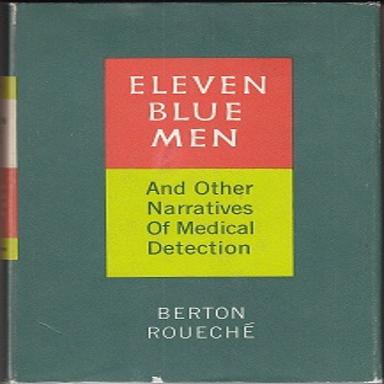 ELEVEN
BLUE
MEN
And Other
Narratives
Of Medical
Detection
BERTON
ROUECHÉ